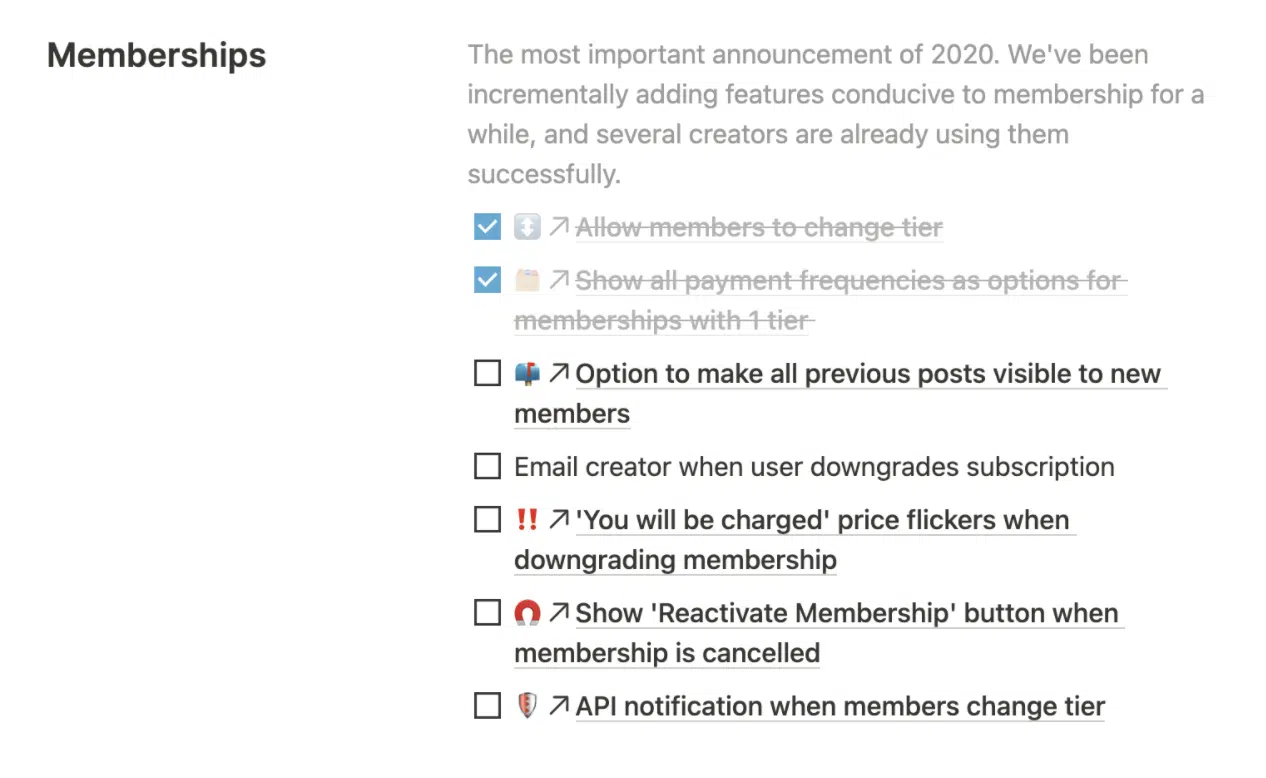 Memberships
The most important announcement of 2020. We've been
incrementally adding features conducive to membership for a
while, and several creators are already using them
successfully.
Allow members to change tier
Show all payment frequencies as options for
memberships with 1 tier
Option to make all previous posts visible to new
members
Email creator when user downgrades subscription
‼️ 'You will be charged' price flickers when
downgrading membership
Show 'Reactivate Membership' button when
membership is cancelled
API notification when members change tier